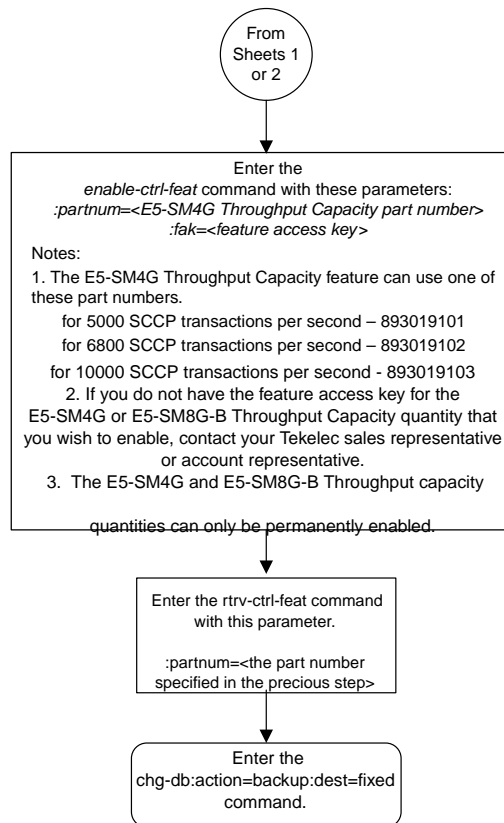 From
Sheets 1
or 2
Enter the
enable-ctrl-feat command with these parameters:
:partnum=<E5-SM4G Throughput Capacity part number>
:fak=<feature access key>
Notes:
1. The E5-SM4G Throughput Capacity feature can use one of
these part numbers.
for 5000 SCCP transactions per second – 893019101
for 6800 SCCP transactions per second – 893019102
for 10000 SCCP transactions per second - 893019103
2. If you do not have the feature access key for the
E5-SM4G or E5-SM8G-B Throughput Capacity quantity that
you wish to enable, contact your Tekelec sales representative
or account representative.
3. The E5-SM4G and E5-SM8G-B Throughput capacity
quantities can only be permanently enabled.
Enter the rtrv-ctrl-feat command
with this parameter.
:partnum=<the part number
specified in the precious step>
Enter the
chg-db:action=backup:dest=fixed
command.